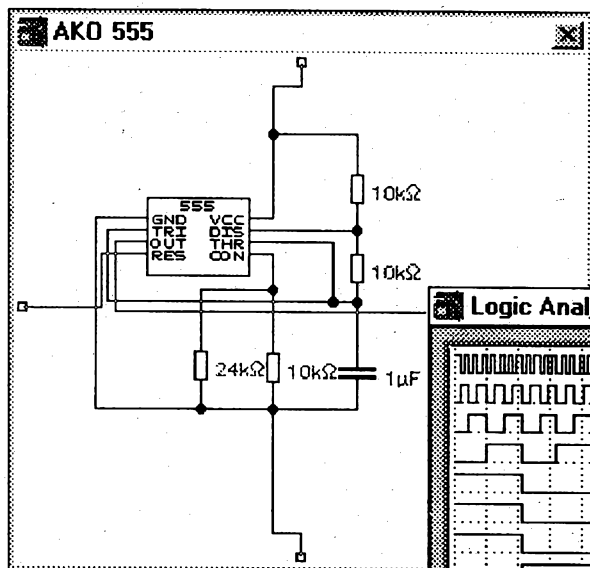 AKO 555
555
GND VCC
TRI DIS
OUT THR
RES CON
10kΩ
10kΩ
24kΩ 10kΩ 1µF
Logic Anal